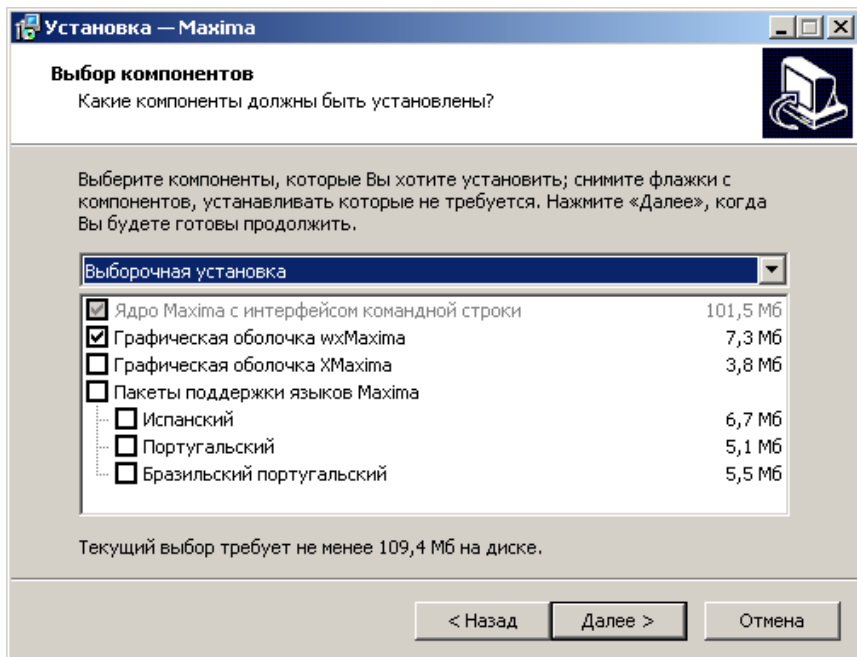 Установка — Maxima
Выбор компонентов
Какие компоненты должны быть установлены?
Выберите компоненты, которые Вы хотите установить; снимите флажки с
компонентов, устанавливать которые не требуется. Нажмите «Далее», когда
Вы будете готовы продолжить.
Выборочная установка
Ядро Maxima с интерфейсом командной строки 101,5 Мб
Графическая оболочка wxMaxima 7,3 Мб
Графическая оболочка XMaxima 3,8 Мб
Пакеты поддержки языков Maxima
Испанский 6,7 Мб
Португальский 5,1 Мб
Бразильский португальский 5,5 Мб
Текущий выбор требует не менее 109,4 Мб на диске.
< Назад Далее > Отмена